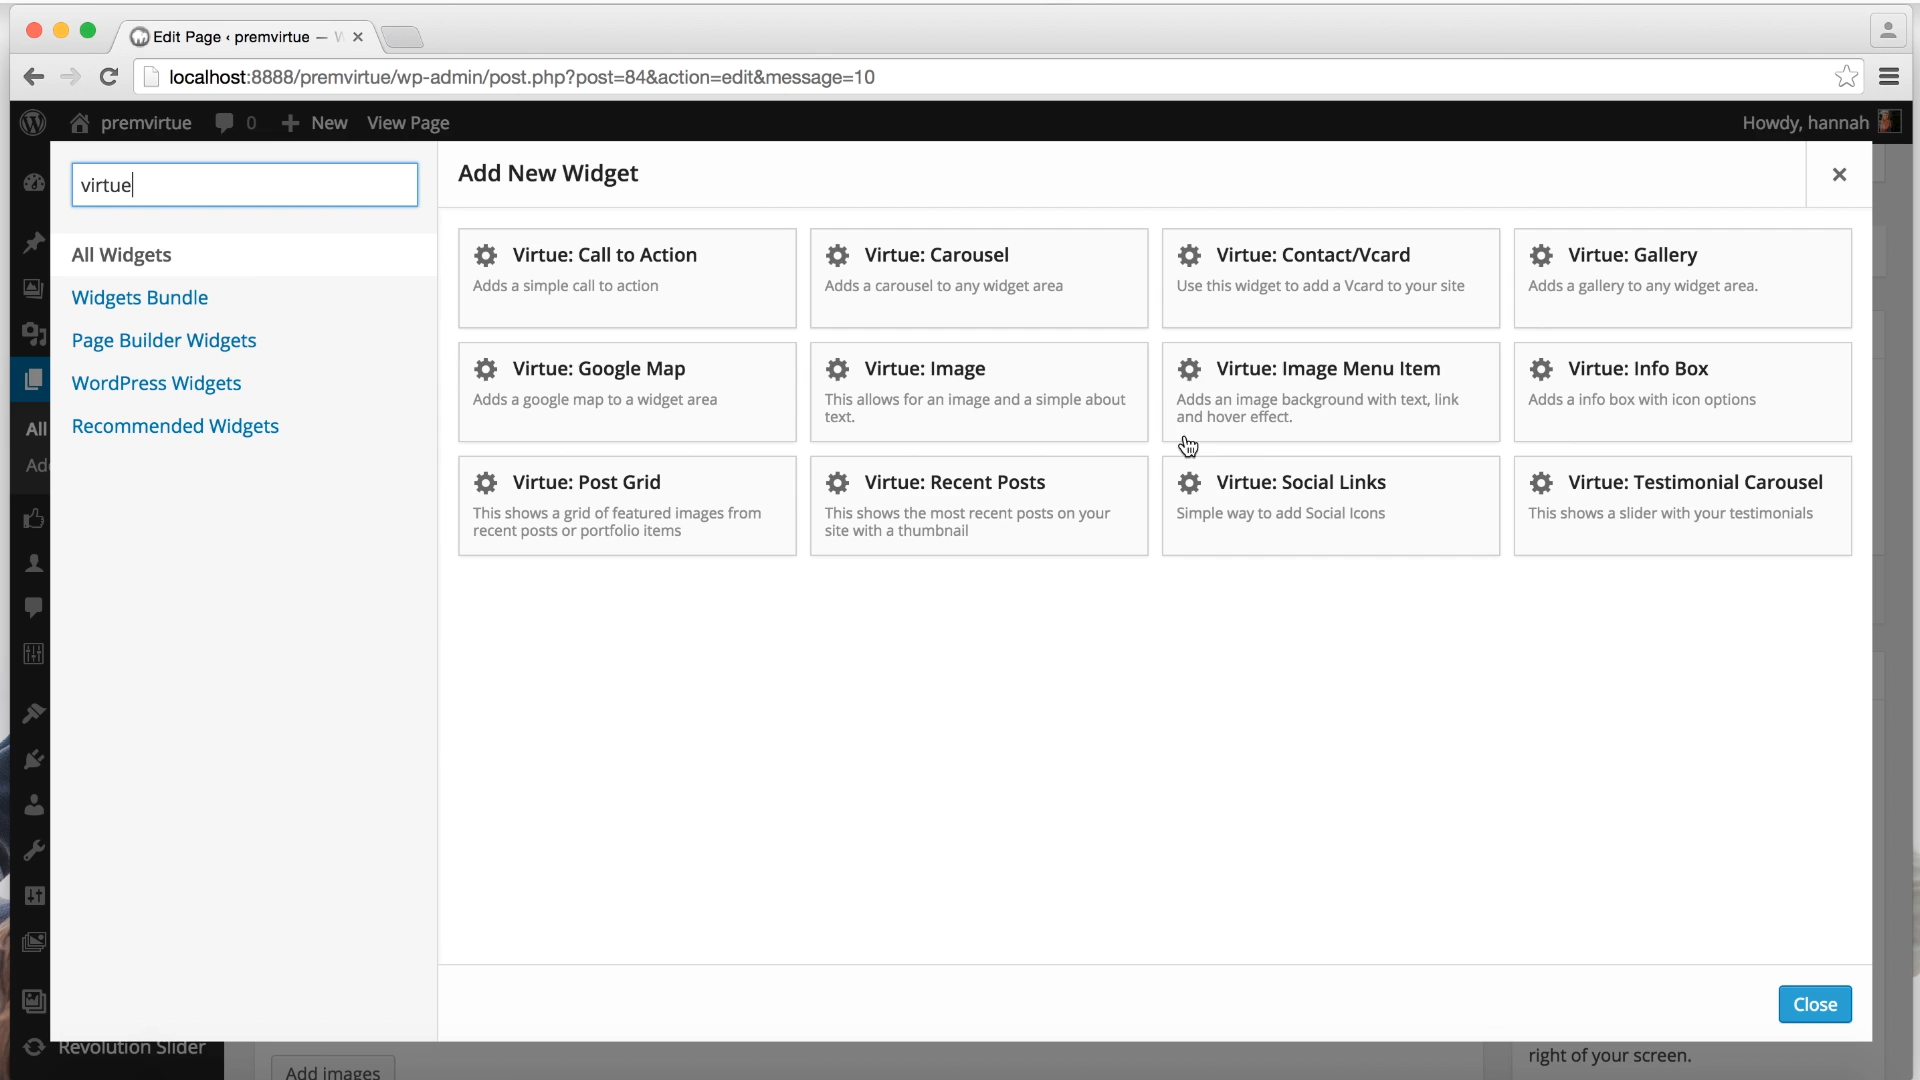 Edit Page ‹ premvirtue —
localhost:8888/premvirtue/wp-admin/post.php?post=84&action=edit&message=10
premvirtue 0 New View Page Howdy, hannah
virtue
Add New Widget
All Widgets
Widgets Bundle
Page Builder Widgets
WordPress Widgets
Recommended Widgets
Virtue: Call to Action
Adds a simple call to action
Virtue: Carousel
Adds a carousel to any widget area
Virtue: Contact/Vcard
Use this widget to add a Vcard to your site
Virtue: Gallery
Adds a gallery to any widget area.
Virtue: Google Map
Adds a google map to a widget area
Virtue: Image
This allows for an image and a simple about
text.
Virtue: Image Menu Item
Adds an image background with text, link
and hover effect.
Virtue: Info Box
Adds a info box with icon options
Virtue: Post Grid
This shows a grid of featured images from
recent posts or portfolio items
Virtue: Recent Posts
This shows the most recent posts on your
site with a thumbnail
Virtue: Social Links
Simple way to add Social Icons
Virtue: Testimonial Carousel
This shows a slider with your testimonials
All
Ad
Close
Revolution Slider
Add images
right of your screen.